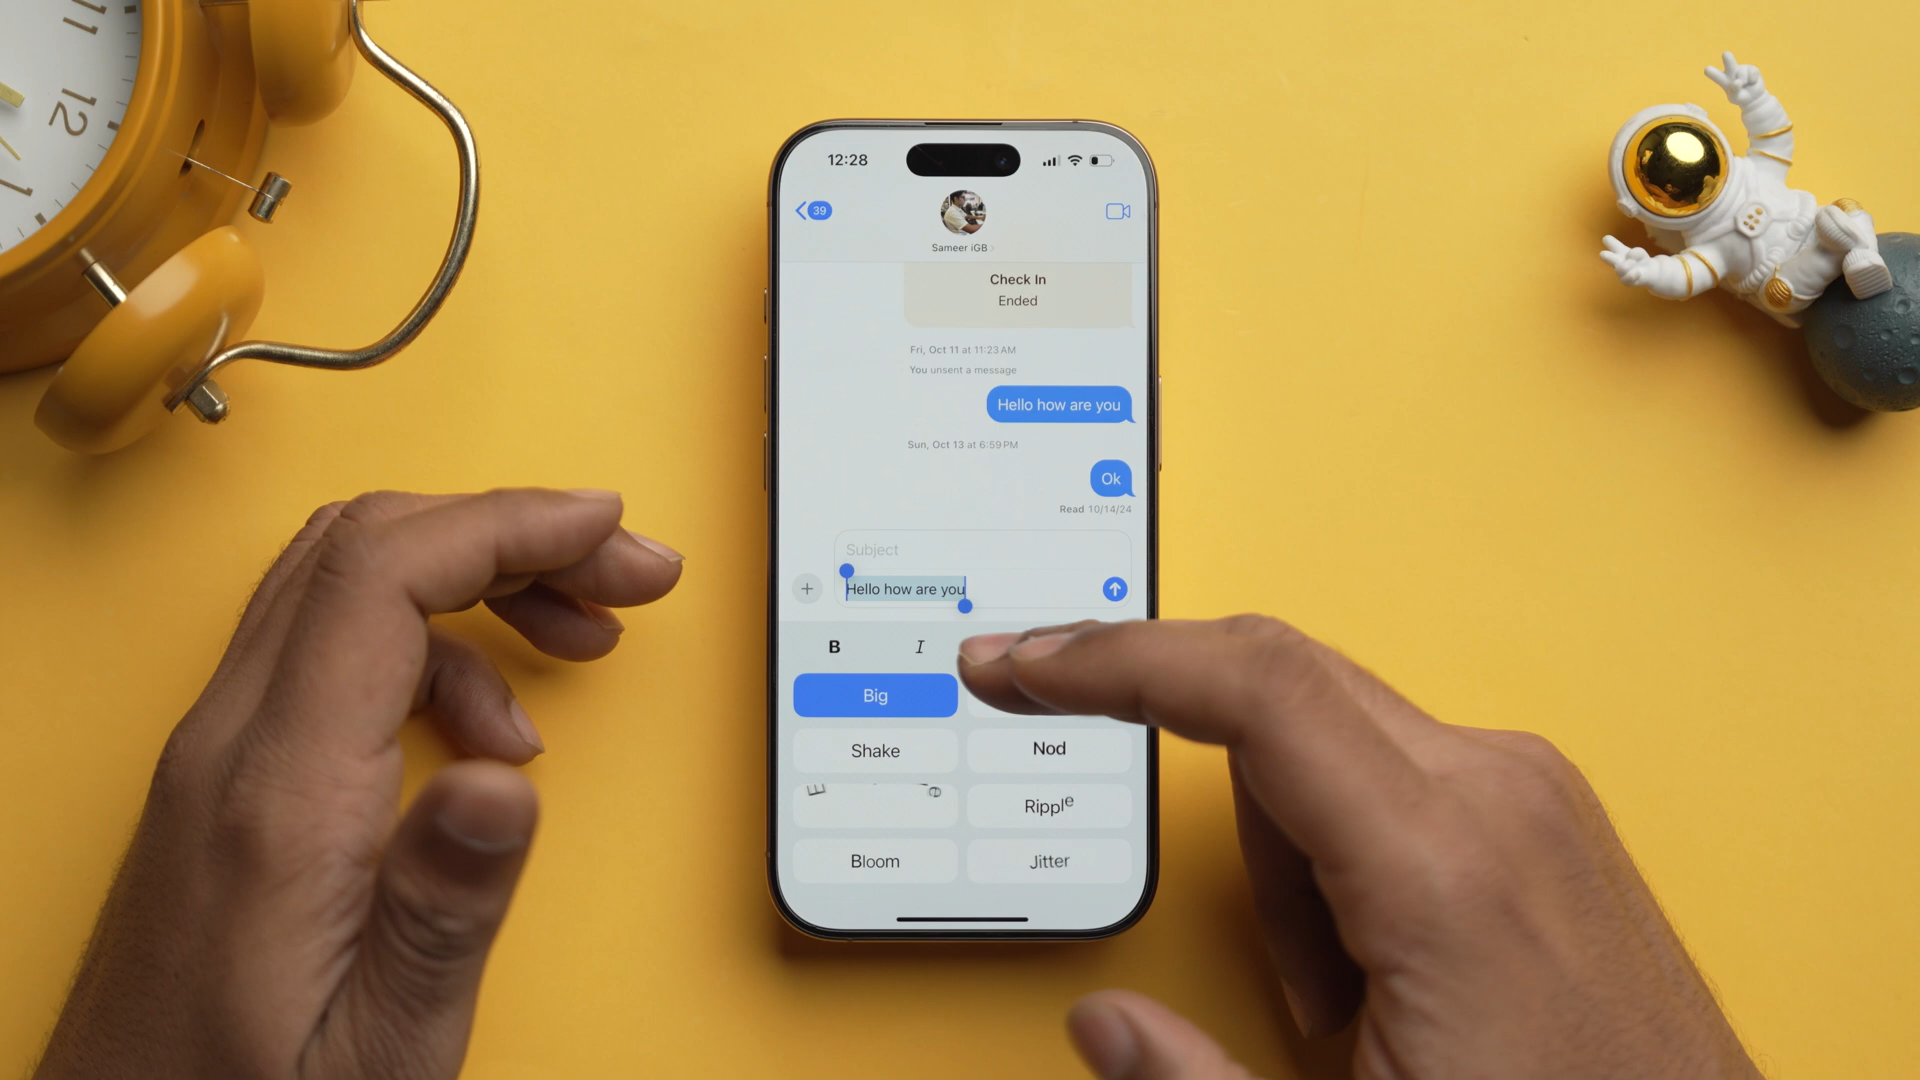 11
12
1
12:28
39
Sameer iGB
Check In
Ended
Fri, Oct 11 at 11:23 AM
You unsent a message
Hello how are you
Sun, Oct 13 at 6:59 PM
Ok
Read 10/14/24
Subject
Hello how are you
B I
Big
Shake
Nod
E e
Ripple
Bloom
Jitter